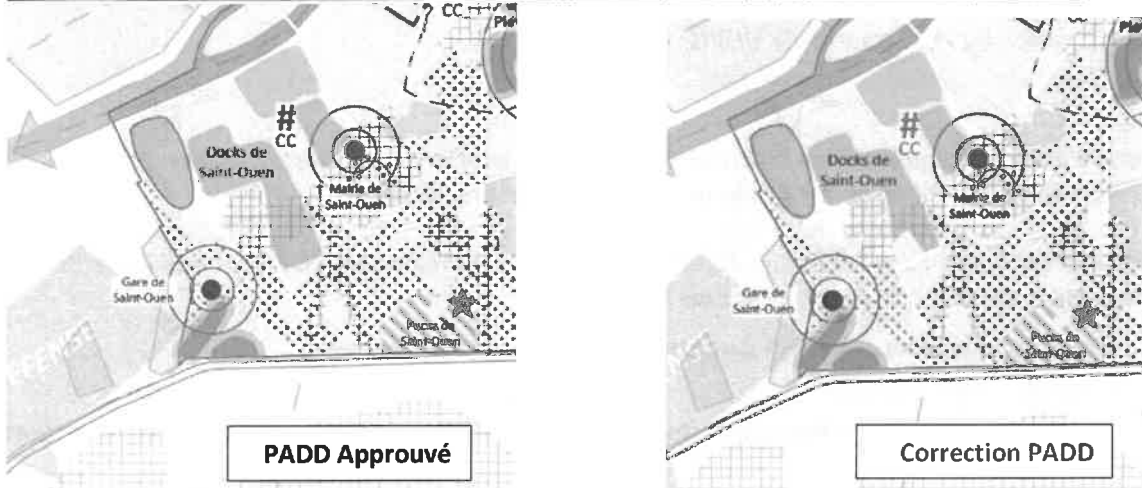 CC
Plei
#
CC
Docks de
Saint-Ouen
Mairie de
Saint-Ouen
Gare de
Saint-Ouen
Puces de
Saint-Ouen
PADD Approuvé
#
CC
Docks de
Saint-Ouen
Mairie de
Saint-Ouen
Gare de
Saint-Ouen
Puces de
Saint-Ouen
Correction PADD